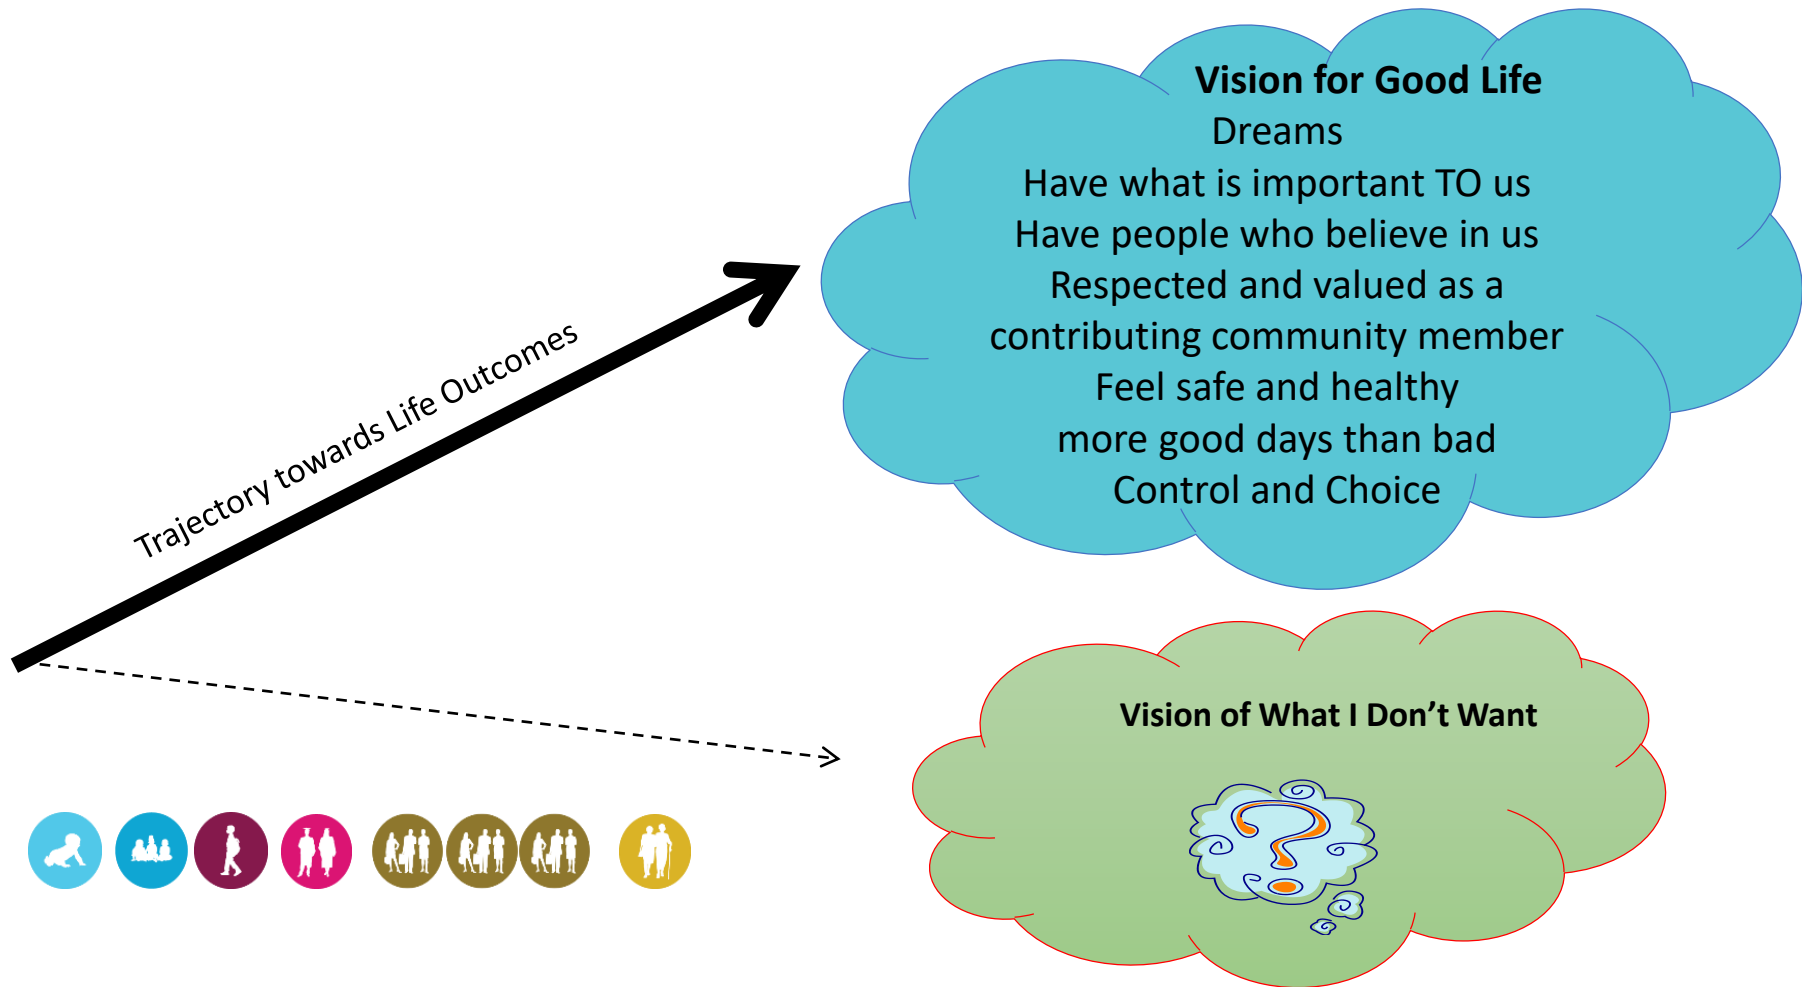 Vision for Good Life
Dreams
Have what is important TO us
Have people who believe in us
Respected and valued as a
contributing community member
Feel safe and healthy
more good days than bad
Control and Choice
Trajectory towards Life Outcomes
Vision of What I Don’t Want
?